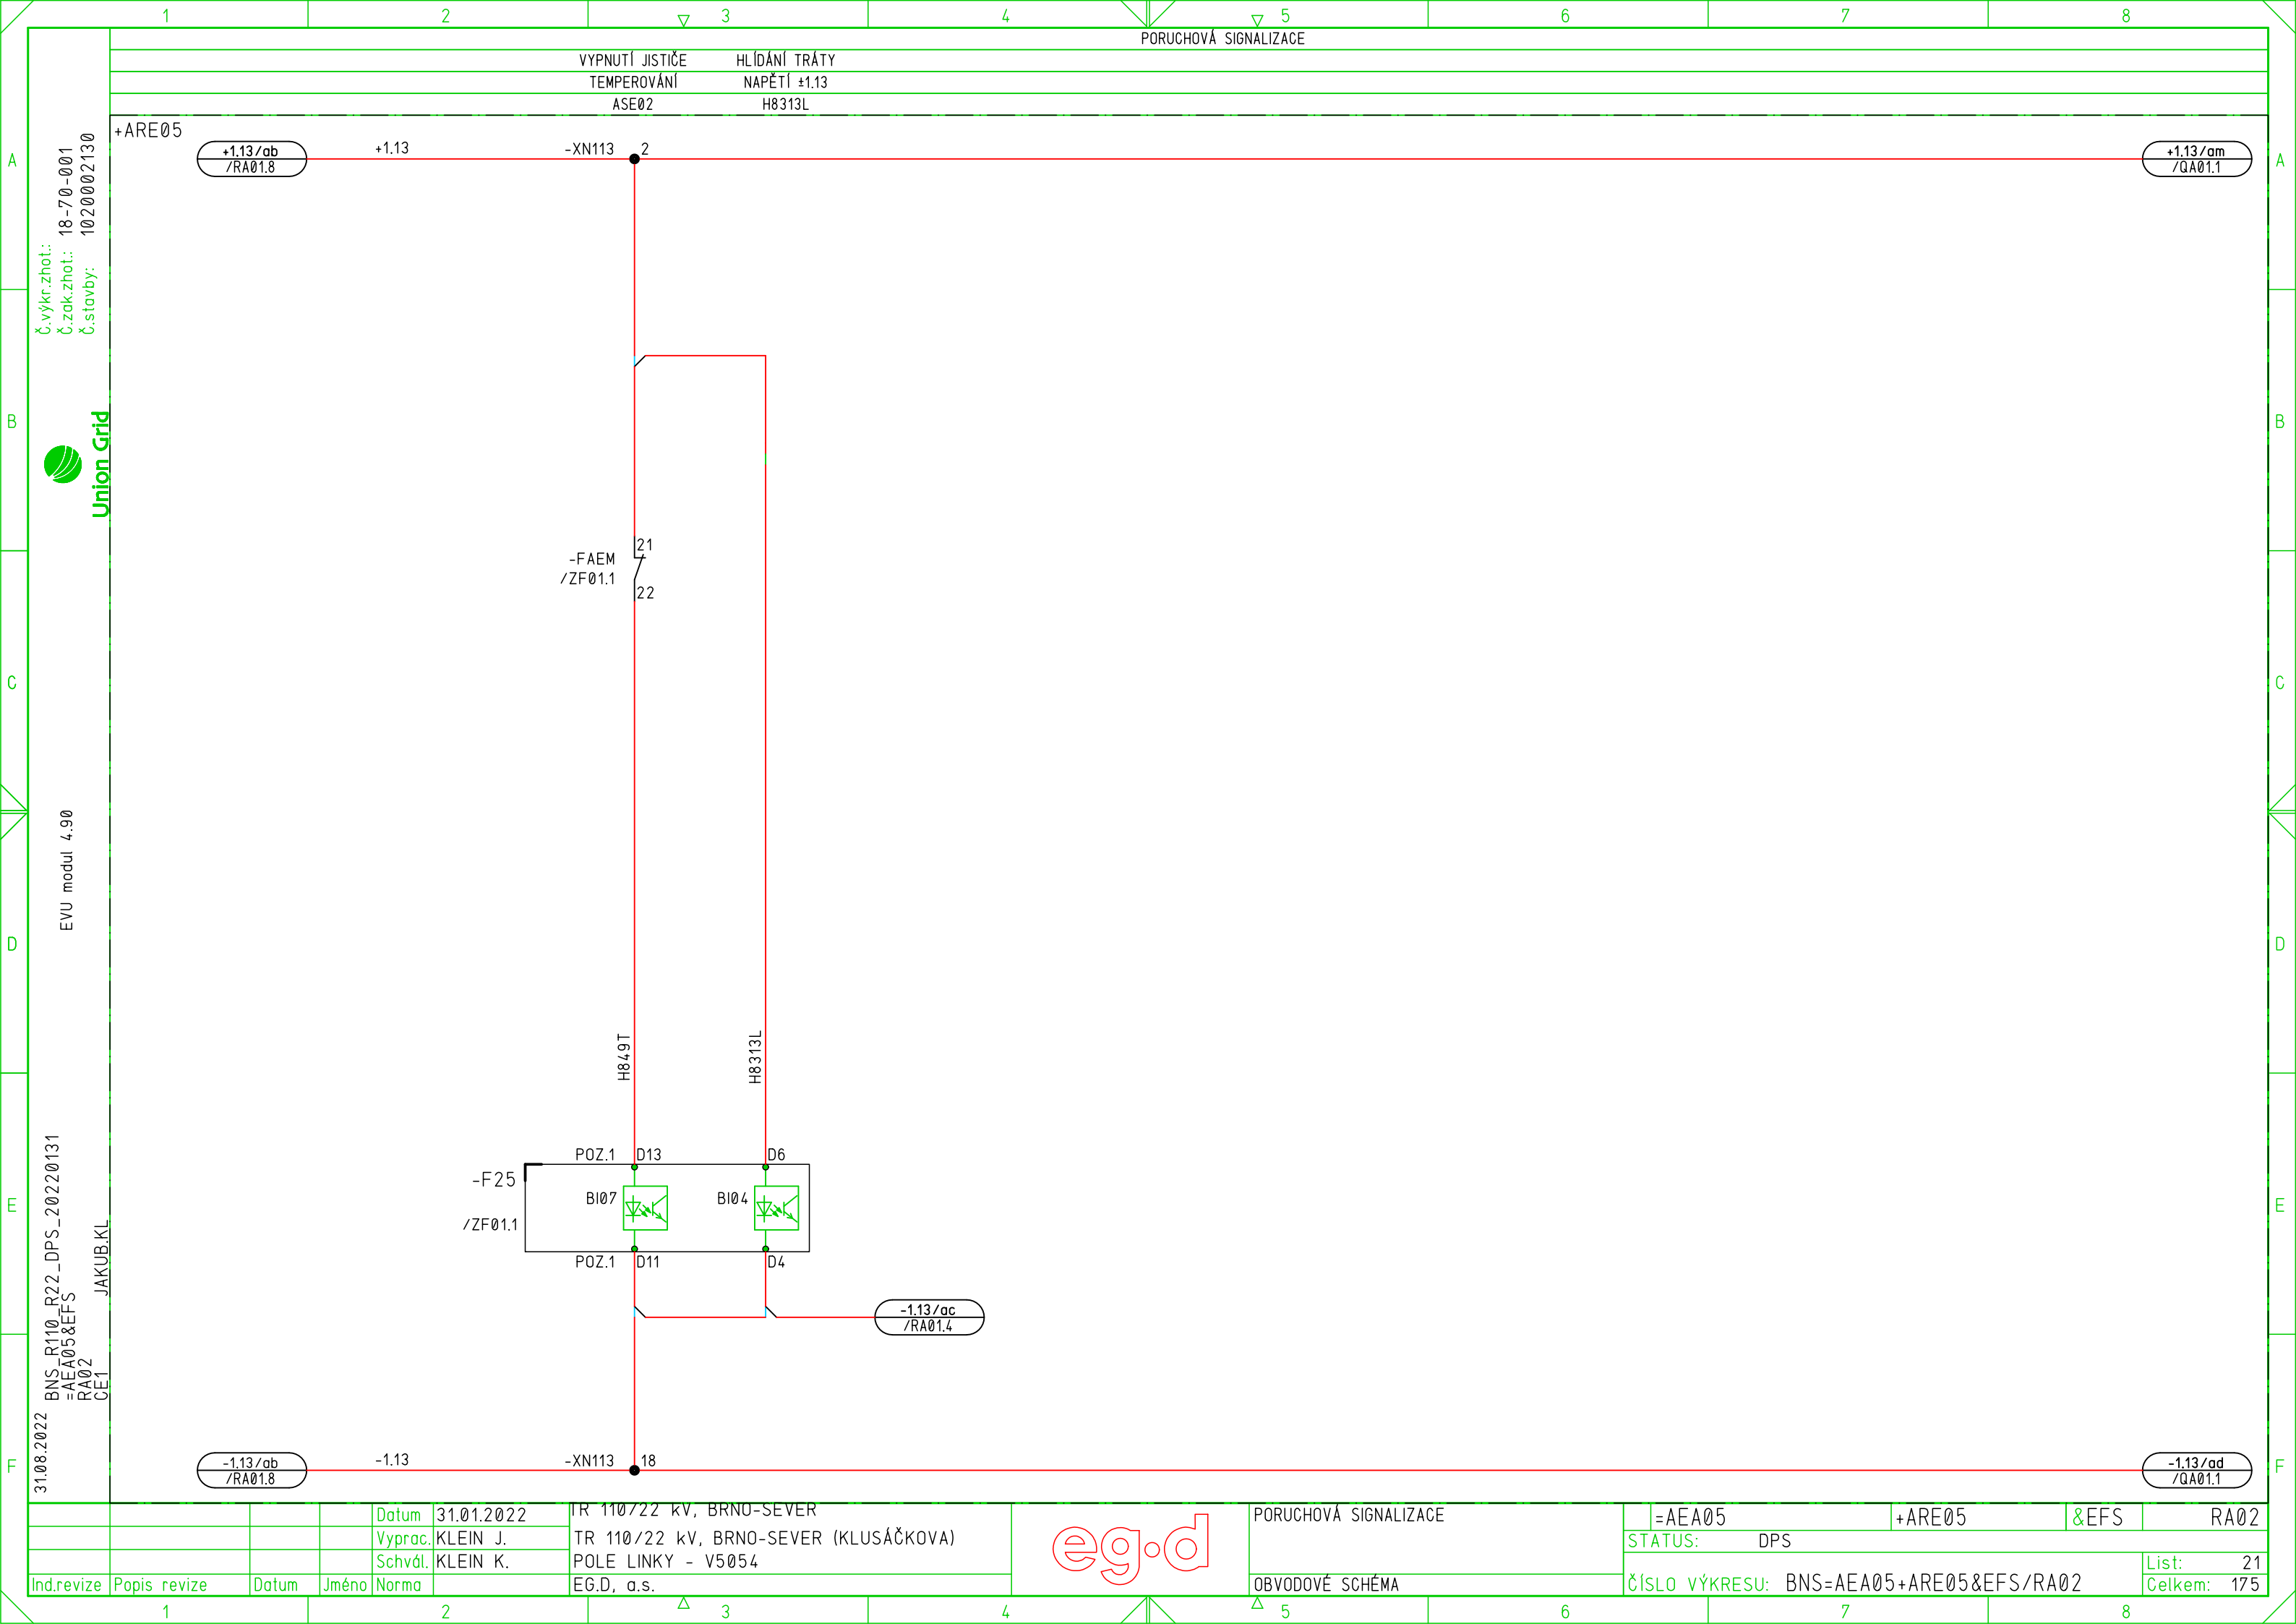 1 2 3 4 5 6 7 8
PORUCHOVÁ SIGNALIZACE
VYPNUTÍ JISTIČE HLÍDÁNÍ TRÁTY
TEMPEROVÁNÍ NAPĚTÍ ±1.13
ASE02 H8313L
+ARE05
A +1.13/ab +1.13 -XN113 2 +1.13/am A
/RA01.8 /QA01.1
Č.výkr.zhot.:
Č.zak.zhot.: 18-70-001
Č.stavby: 1020002130
B B
Union Grid
21
-FAEM
/ZF01.1
22
C C
EVU modul 4.90
D D
H849T H8313L
POZ.1 D13 D6
-F25
BI07 BI04
E E
/ZF01.1
POZ.1 D11 D4
-1.13/ac
/RA01.4
BNS_R110_R22_DPS_20220131
=AEA05&EFS
RA02
CE1 JAKUB.KL
31.08.2022
F -1.13/ab -1.13 -XN113 18 -1.13/ad F
/RA01.8 /QA01.1
Datum 31.01.2022 TR 110/22 kV, BRNO-SEVER
Vyprac. KLEIN J. TR 110/22 kV, BRNO-SEVER (KLUSÁČKOVA)
Schvál. KLEIN K. POLE LINKY - V5054
Ind.revize Popis revize Datum Jméno Norma EG.D, a.s.
eg.d
PORUCHOVÁ SIGNALIZACE
OBVODOVÉ SCHÉMA
=AEA05 +ARE05 &EFS RA02
STATUS: DPS
List: 21
ČÍSLO VÝKRESU: BNS=AEA05+ARE05&EFS/RA02 Celkem: 175
1 2 3 4 5 6 7 8